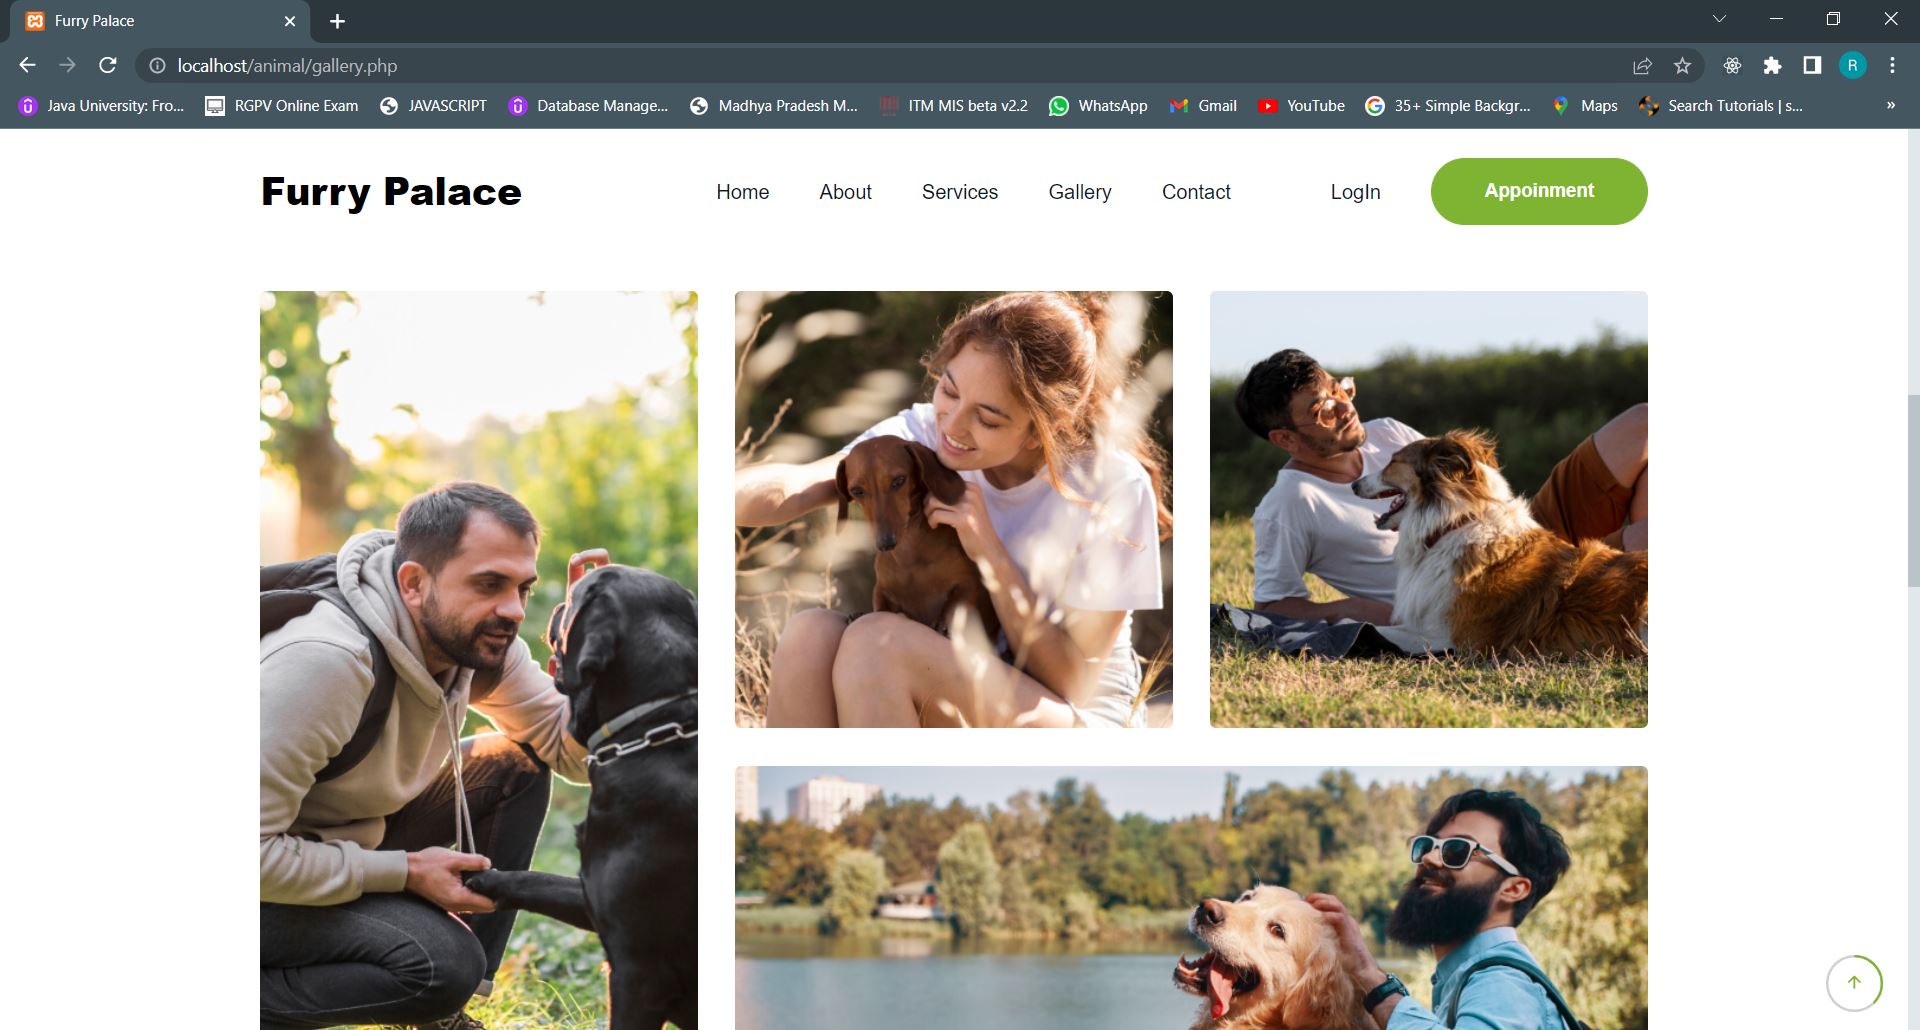 Furry Palace
localhost/animal/gallery.php
R
Java University: Fro... RGPV Online Exam JAVASCRIPT Database Manage... Madhya Pradesh M... ITM MIS beta v2.2 WhatsApp Gmail YouTube 35+ Simple Backgr... Maps Search Tutorials | s... »
Furry Palace Home About Services Gallery Contact LogIn Appoinment